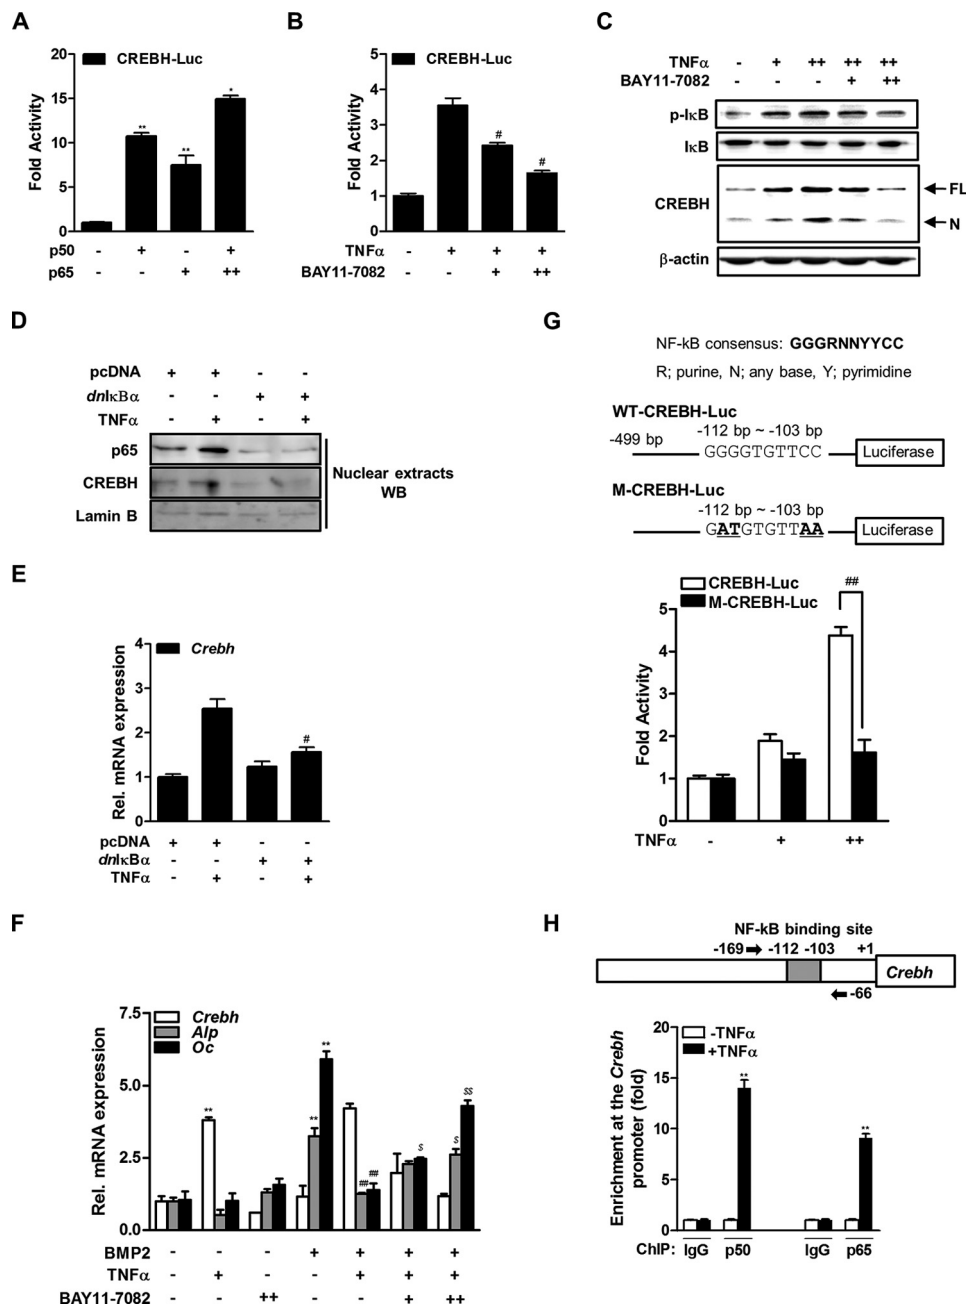 A
CREBH-Luc
Fold Activity
20
15
10
5
0
**
**
*
p50 - + - +
p65 - - + ++
B
CREBH-Luc
Fold Activity
5
4
3
2
1
0
#
#
TNFα - + + +
BAY11-7082 - - + ++
C
TNFα - + ++ ++ ++
BAY11-7082 - - - + ++
p-IκB
IκB
CREBH
FL
N
β-actin
D
pcDNA + + - -
dnIκBα - - + +
TNFα - + - +
p65
CREBH
Lamin B
Nuclear extracts
WB
E
Crebh
Rel. mRNA expression
4
3
2
1
0
#
pcDNA + + - -
dnIκBα - - + +
TNFα - + - +
F
Crebh
Alp
Oc
Rel. mRNA expression
7.5
5.0
2.5
0.0
**
**
**
##
##
$
$
$$
BMP2 - - - + + + +
TNFα - + - - + + +
BAY11-7082 - - ++ - - + ++
G
NF-kB consensus: GGGRNNYYCC
R; purine, N; any base, Y; pyrimidine
WT-CREBH-Luc
-499 bp
-112 bp ~ -103 bp
GGGGTGTTCC
Luciferase
M-CREBH-Luc
-112 bp ~ -103 bp
GATGTGTTAA
Luciferase
CREBH-Luc
M-CREBH-Luc
##
Fold Activity
5
4
3
2
1
0
TNFα - + ++
H
NF-kB binding site
-169 -112 -103 +1
Crebh
-66
-TNFα
+TNFα
Enrichment at the Crebh
promoter (fold)
20
15
10
5
0
**
**
ChIP: IgG p50 IgG p65